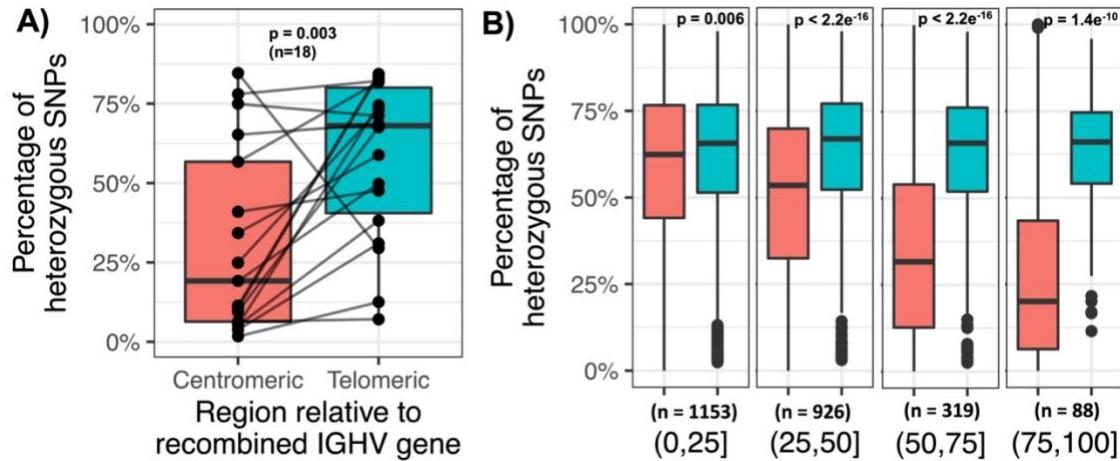 A)
p = 0.003
(n=18)
100%
75%
50%
25%
0%
Percentage of
heterozygous SNPs
Centromeric Telomeric
Region relative to
recombined IGHV gene
B)
p = 0.006
p < 2.2e-16
p < 2.2e-16
p = 1.4e-10
100%
75%
50%
25%
0%
Percentage of
heterozygous SNPs
(n = 1153) (n = 926) (n = 319) (n = 88)
(0,25] (25,50] (50,75] (75,100]